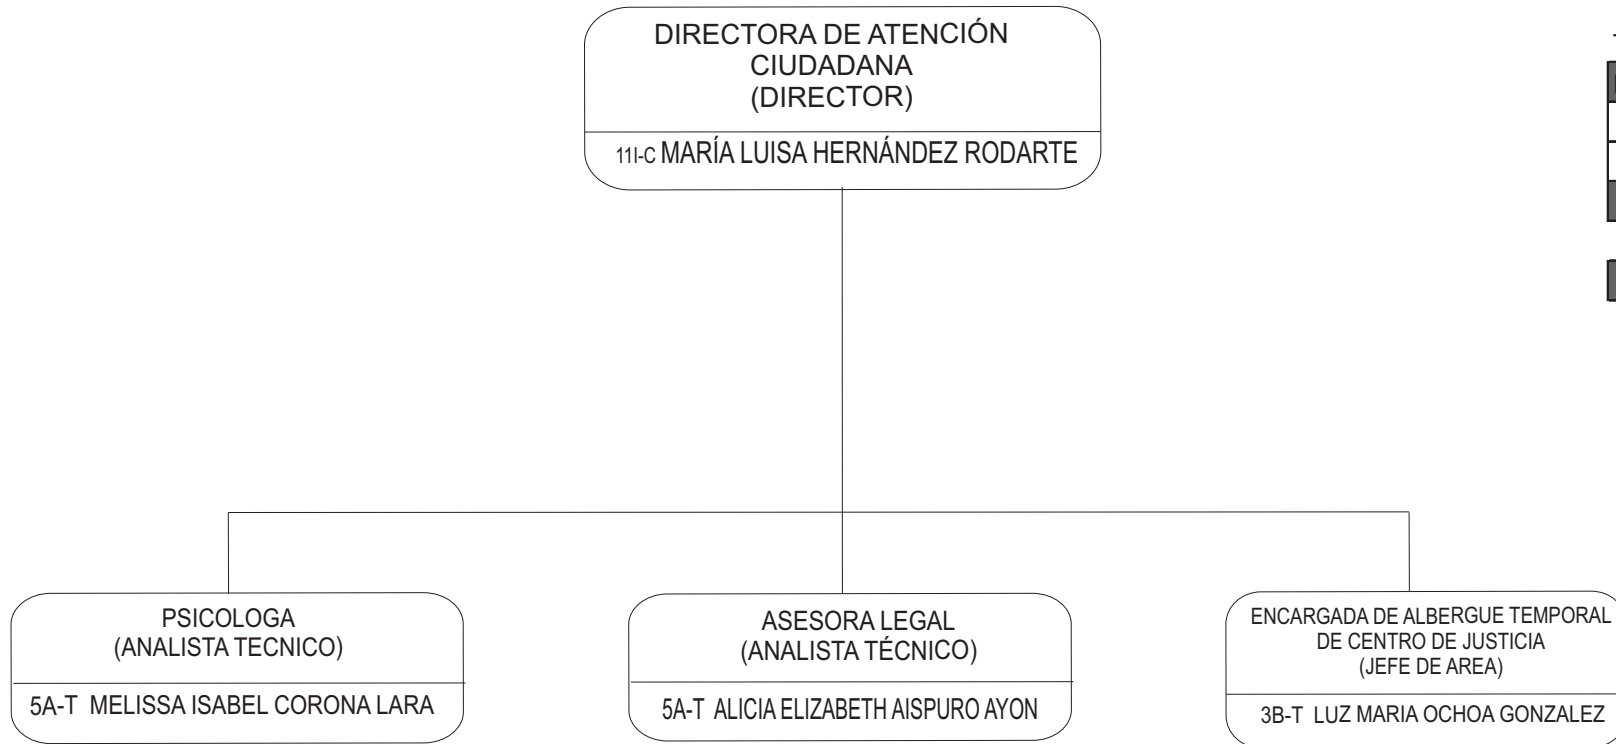 DIRECTORA DE ATENCIÓN
CIUDADANA
(DIRECTOR)
11I-C MARÍA LUISA HERNÁNDEZ RODARTE
PSICOLOGA
(ANALISTA TECNICO)
5A-T MELISSA ISABEL CORONA LARA
ASESORA LEGAL
(ANALISTA TÉCNICO)
5A-T ALICIA ELIZABETH AISPURO AYON
ENCARGADA DE ALBERGUE TEMPORAL
DE CENTRO DE JUSTICIA
(JEFE DE AREA)
3B-T LUZ MARIA OCHOA GONZALEZ